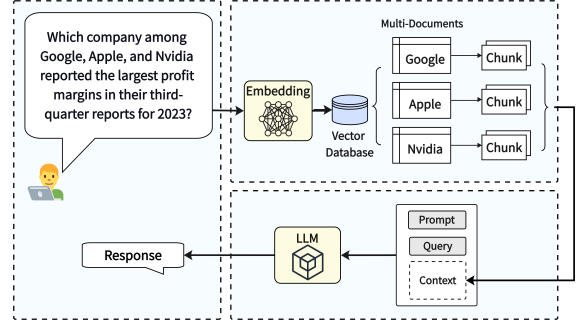 Which company among
Google, Apple, and Nvidia
reported the largest profit
margins in their third-
quarter reports for 2023?
Embedding
Vector
Database
Multi-Documents
Google
Chunk
Apple
Chunk
Nvidia
Chunk
Response
LLM
Prompt
Query
Context